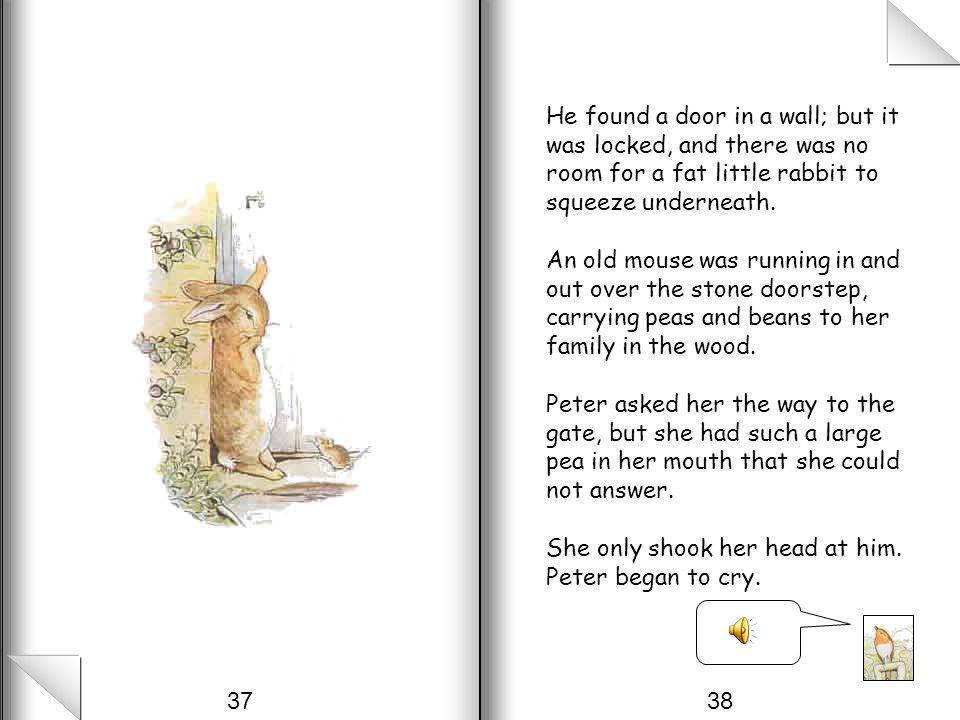 He found a door in a wall; but it
was locked, and there was no
room for a fat little rabbit to
squeeze underneath.
An old mouse was running in and
out over the stone doorstep,
carrying peas and beans to her
family in the wood.
Peter asked her the way to the
gate, but she had such a large
pea in her mouth that she could
not answer.
She only shook her head at him.
Peter began to cry.
37
38